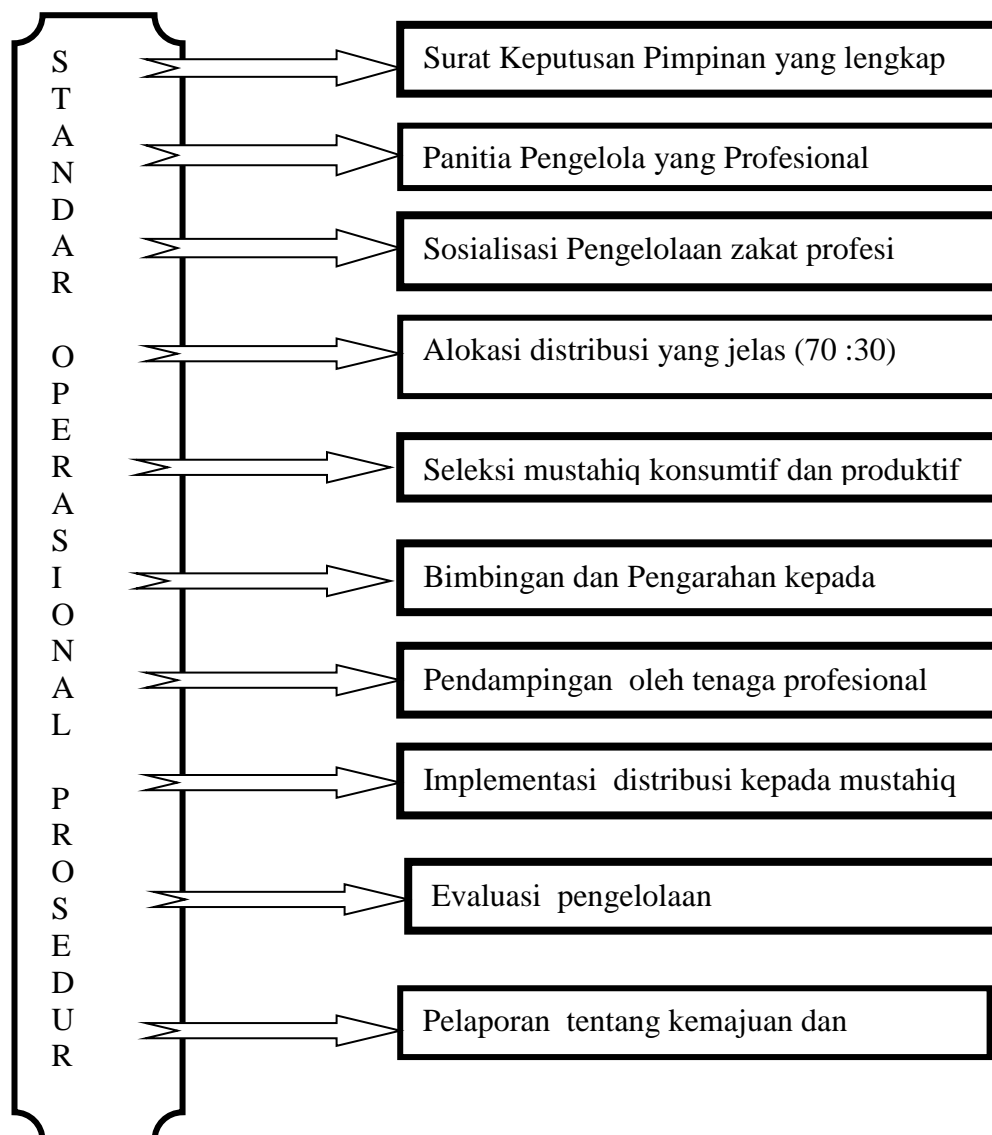 STANDAR OPERASIONAL PROSEDUR
Surat Keputusan Pimpinan yang lengkap
Panitia Pengelola yang Profesional
Sosialisasi Pengelolaan zakat profesi
Alokasi distribusi yang jelas (70 :30)
Seleksi mustahiq konsumtif dan produktif
Bimbingan dan Pengarahan kepada
Pendampingan oleh tenaga profesional
Implementasi distribusi kepada mustahiq
Evaluasi pengelolaan
Pelaporan tentang kemajuan dan